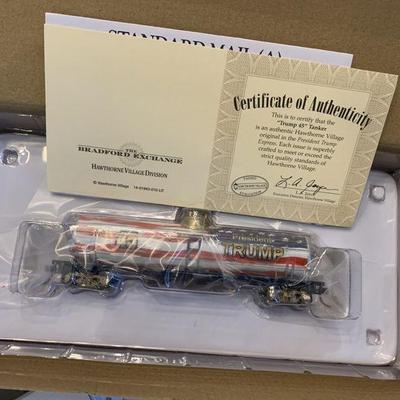 STANDARD MAIL (A)
THE
BRADFORD EXCHANGE
HAWTHORNE VILLAGE DIVISION
© Hawthorne Village
Certificate of Authenticity
This is to certify that the
"Trump 45" Tanker
is an authentic Hawthorne Village
original in the President Trump
Express. Each issue is superbly
crafted to meet or exceed the
strict quality standards of
Hawthorne Village.
President
TRUMP